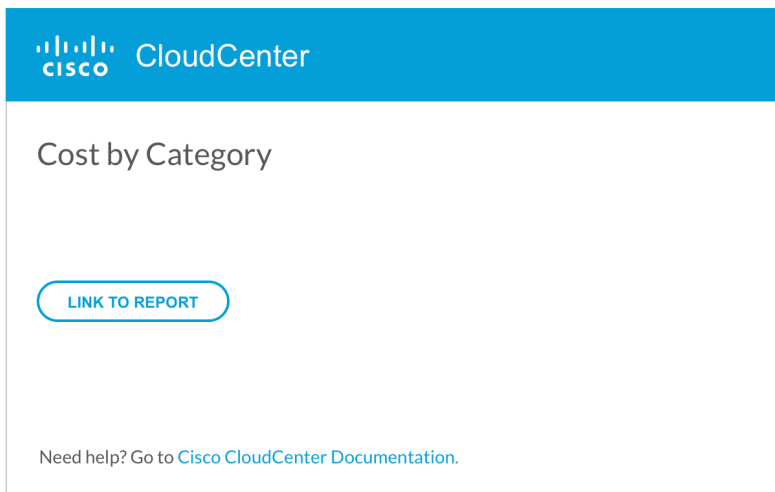 cisco CloudCenter
Cost by Category
LINK TO REPORT
Need help? Go to Cisco CloudCenter Documentation.